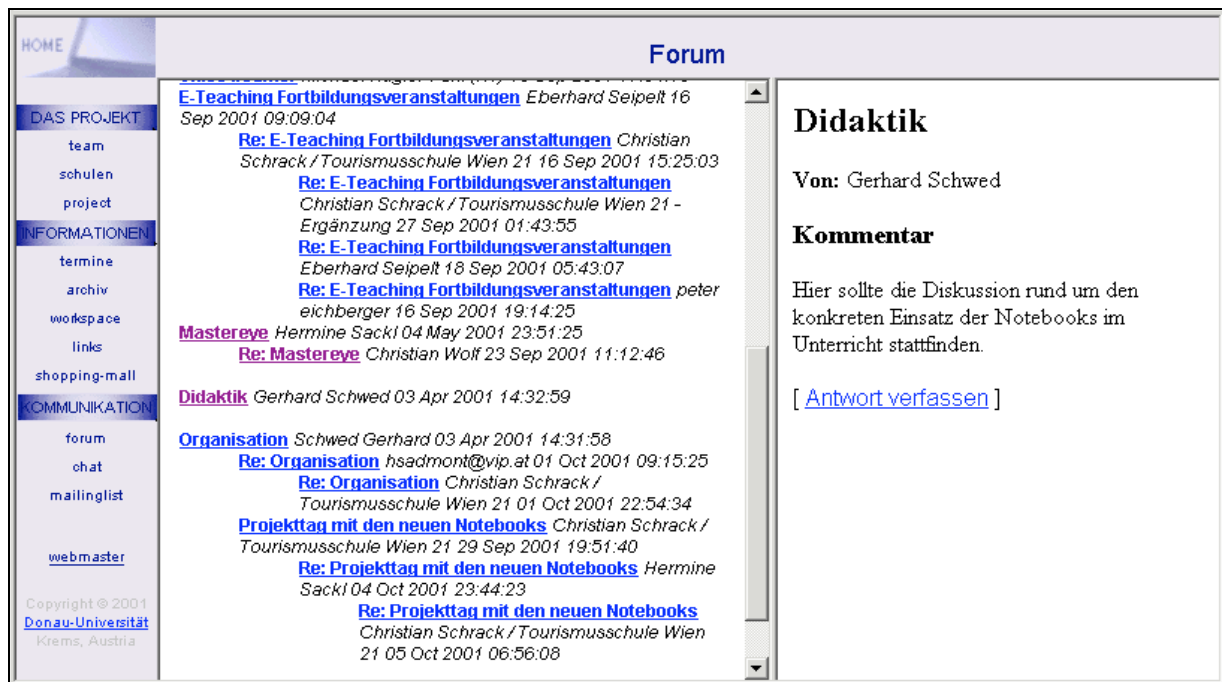 HOME
Forum
DAS PROJEKT
team
schulen
project
INFORMATIONEN
termine
archiv
workspace
links
shopping-mall
KOMMUNIKATION
forum
chat
mailinglist
webmaster
Copyright © 2001
Donau-Universität
Krems, Austria
E-Teaching Fortbildungsveranstaltungen Eberhard Seipelt 16
Sep 2001 09:09:04
Re: E-Teaching Fortbildungsveranstaltungen Christian
Schrack / Tourismusschule Wien 21 16 Sep 2001 15:25:03
Re: E-Teaching Fortbildungsveranstaltungen
Christian Schrack / Tourismusschule Wien 21 -
Ergänzung 27 Sep 2001 01:43:55
Re: E-Teaching Fortbildungsveranstaltungen
Eberhard Seipelt 18 Sep 2001 05:43:07
Re: E-Teaching Fortbildungsveranstaltungen peter
eichberger 16 Sep 2001 19:14:25
Mastereye Hermine Sackl 04 May 2001 23:51:25
Re: Mastereye Christian Wolf 23 Sep 2001 11:12:46
Didaktik Gerhard Schwed 03 Apr 2001 14:32:59
Organisation Schwed Gerhard 03 Apr 2001 14:31:58
Re: Organisation hsadmont@vip.at 01 Oct 2001 09:15:25
Re: Organisation Christian Schrack /
Tourismusschule Wien 21 01 Oct 2001 22:54:34
Projekttag mit den neuen Notebooks Christian Schrack /
Tourismusschule Wien 21 29 Sep 2001 19:51:40
Re: Projekttag mit den neuen Notebooks Hermine
Sackl 04 Oct 2001 23:44:23
Re: Projekttag mit den neuen Notebooks
Christian Schrack / Tourismusschule Wien
21 05 Oct 2001 06:56:08
Didaktik
Von: Gerhard Schwed
Kommentar
Hier sollte die Diskussion rund um den
konkreten Einsatz der Notebooks im
Unterricht stattfinden.
[ Antwort verfassen ]